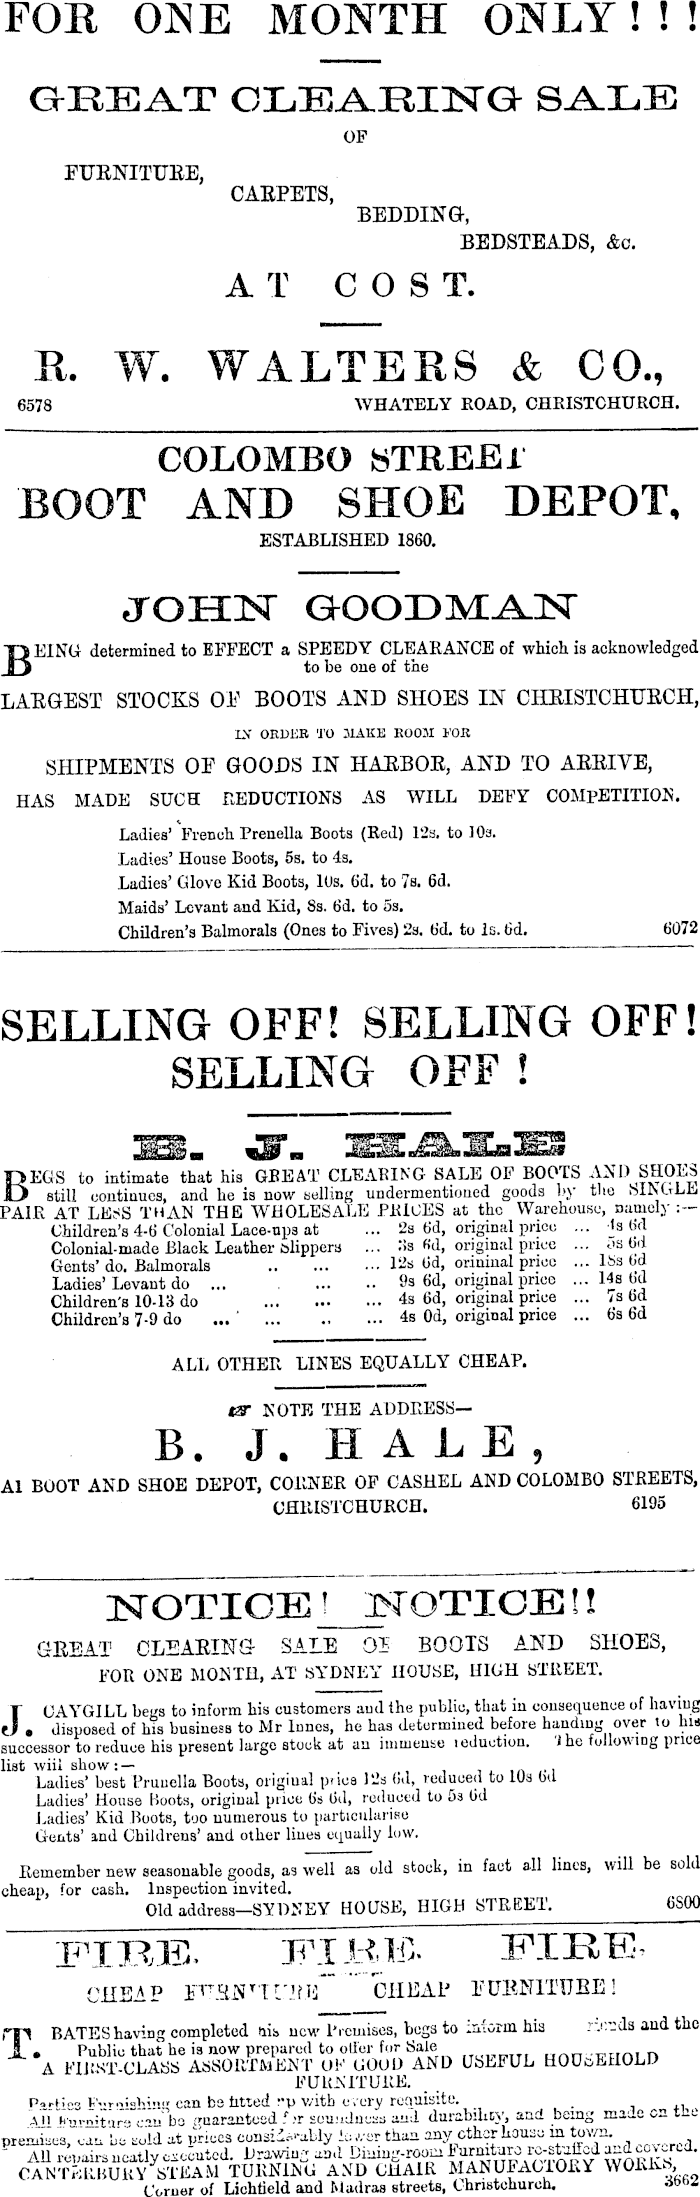 FOR ONE MONTH ONLY!!!
GREAT CLEARING SALE
OF
FURNITURE,
CARPETS,
BEDDING,
BEDSTEADS, &c.
AT COST.
R. W. WALTERS & CO.,
6578 WHATELY ROAD, CHRISTCHURCH.
COLOMBO STREET
BOOT AND SHOE DEPOT,
ESTABLISHED 1860.
JOHN GOODMAN
BEING determined to EFFECT a SPEEDY CLEARANCE of which is acknowledged
to be one of the
LARGEST STOCKS OF BOOTS AND SHOES IN CHRISTCHURCH,
IN ORDER TO MAKE ROOM FOR
SHIPMENTS OF GOODS IN HARBOR, AND TO ARRIVE,
HAS MADE SUCH REDUCTIONS AS WILL DEFY COMPETITION.
Ladies' French Prenella Boots (Red) 12s. to 10s.
Ladies' House Boots, 5s. to 4s.
Ladies' Glove Kid Boots, 10s. 6d. to 7s. 6d.
Maids' Levant and Kid, 8s. 6d. to 5s.
Children's Balmorals (Ones to Fives) 2s. 6d. to 1s. 6d. 6072
SELLING OFF! SELLING OFF!
SELLING OFF!
B. J. HALE
BEGS to intimate that his GREAT CLEARING SALE OF BOOTS AND SHOES
still continues, and he is now selling undermentioned goods by the SINGLE
PAIR AT LESS THAN THE WHOLESALE PRICES at the Warehouse, namely:—
Children's 4-6 Colonial Lace-ups at ... 2s 6d, original price ... 4s 6d
Colonial-made Black Leather Slippers ... 3s 6d, original price ... 5s 6d
Gents' do. Balmorals .. ... ... 12s 6d, orininal price ... 18s 6d
Ladies' Levant do ... . ... .. 9s 6d, original price ... 14s 6d
Children's 10-13 do ... ... ... 4s 6d, original price ... 7s 6d
Children's 7-9 do ... ... .. ... 4s 0d, original price ... 6s 6d
ALL OTHER LINES EQUALLY CHEAP.
☞ NOTE THE ADDRESS—
B. J. HALE,
A1 BOOT AND SHOE DEPOT, CORNER OF CASHEL AND COLOMBO STREETS,
CHRISTCHURCH. 6195
NOTICE! NOTICE!!
GREAT CLEARING SALE OF BOOTS AND SHOES,
FOR ONE MONTH, AT SYDNEY HOUSE, HIGH STREET.
J. CAYGILL begs to inform his customers and the public, that in consequence of having
disposed of his business to Mr Innes, he has determined before handing over to his
successor to reduce his present large stock at an immense reduction. The following price
list will show:—
Ladies' best Prunella Boots, original price 12s 6d, reduced to 10s 6d
Ladies' House Boots, original price 6s 6d, reduced to 5s 6d
Ladies' Kid Boots, too numerous to particularise
Gents' and Childrens' and other lines equally low.
Remember new seasonable goods, as well as old stock, in fact all lines, will be sold
cheap, for cash. Inspection invited.
Old address—SYDNEY HOUSE, HIGH STREET. 6800
FIRE. FIRE. FIRE.
CHEAP FURNITURE CHEAP FURNITURE!
T. BATES having completed his new Premises, begs to inform his friends and the
Public that he is now prepared to offer for Sale
A FIRST-CLASS ASSORTMENT OF GOOD AND USEFUL HOUSEHOLD
FURNITURE.
Parties Furnishing can be fitted up with every requisite.
All Furniture can be guaranteed for soundness and durability, and being made on the
premises, can be sold at prices considerably lower than any other house in town.
All repairs neatly executed. Drawing and Dining-room Furniture re-stuffed and covered.
CANTERBURY STEAM TURNING AND CHAIR MANUFACTORY WORKS,
Corner of Lichfield and Madras streets, Christchurch. 3662